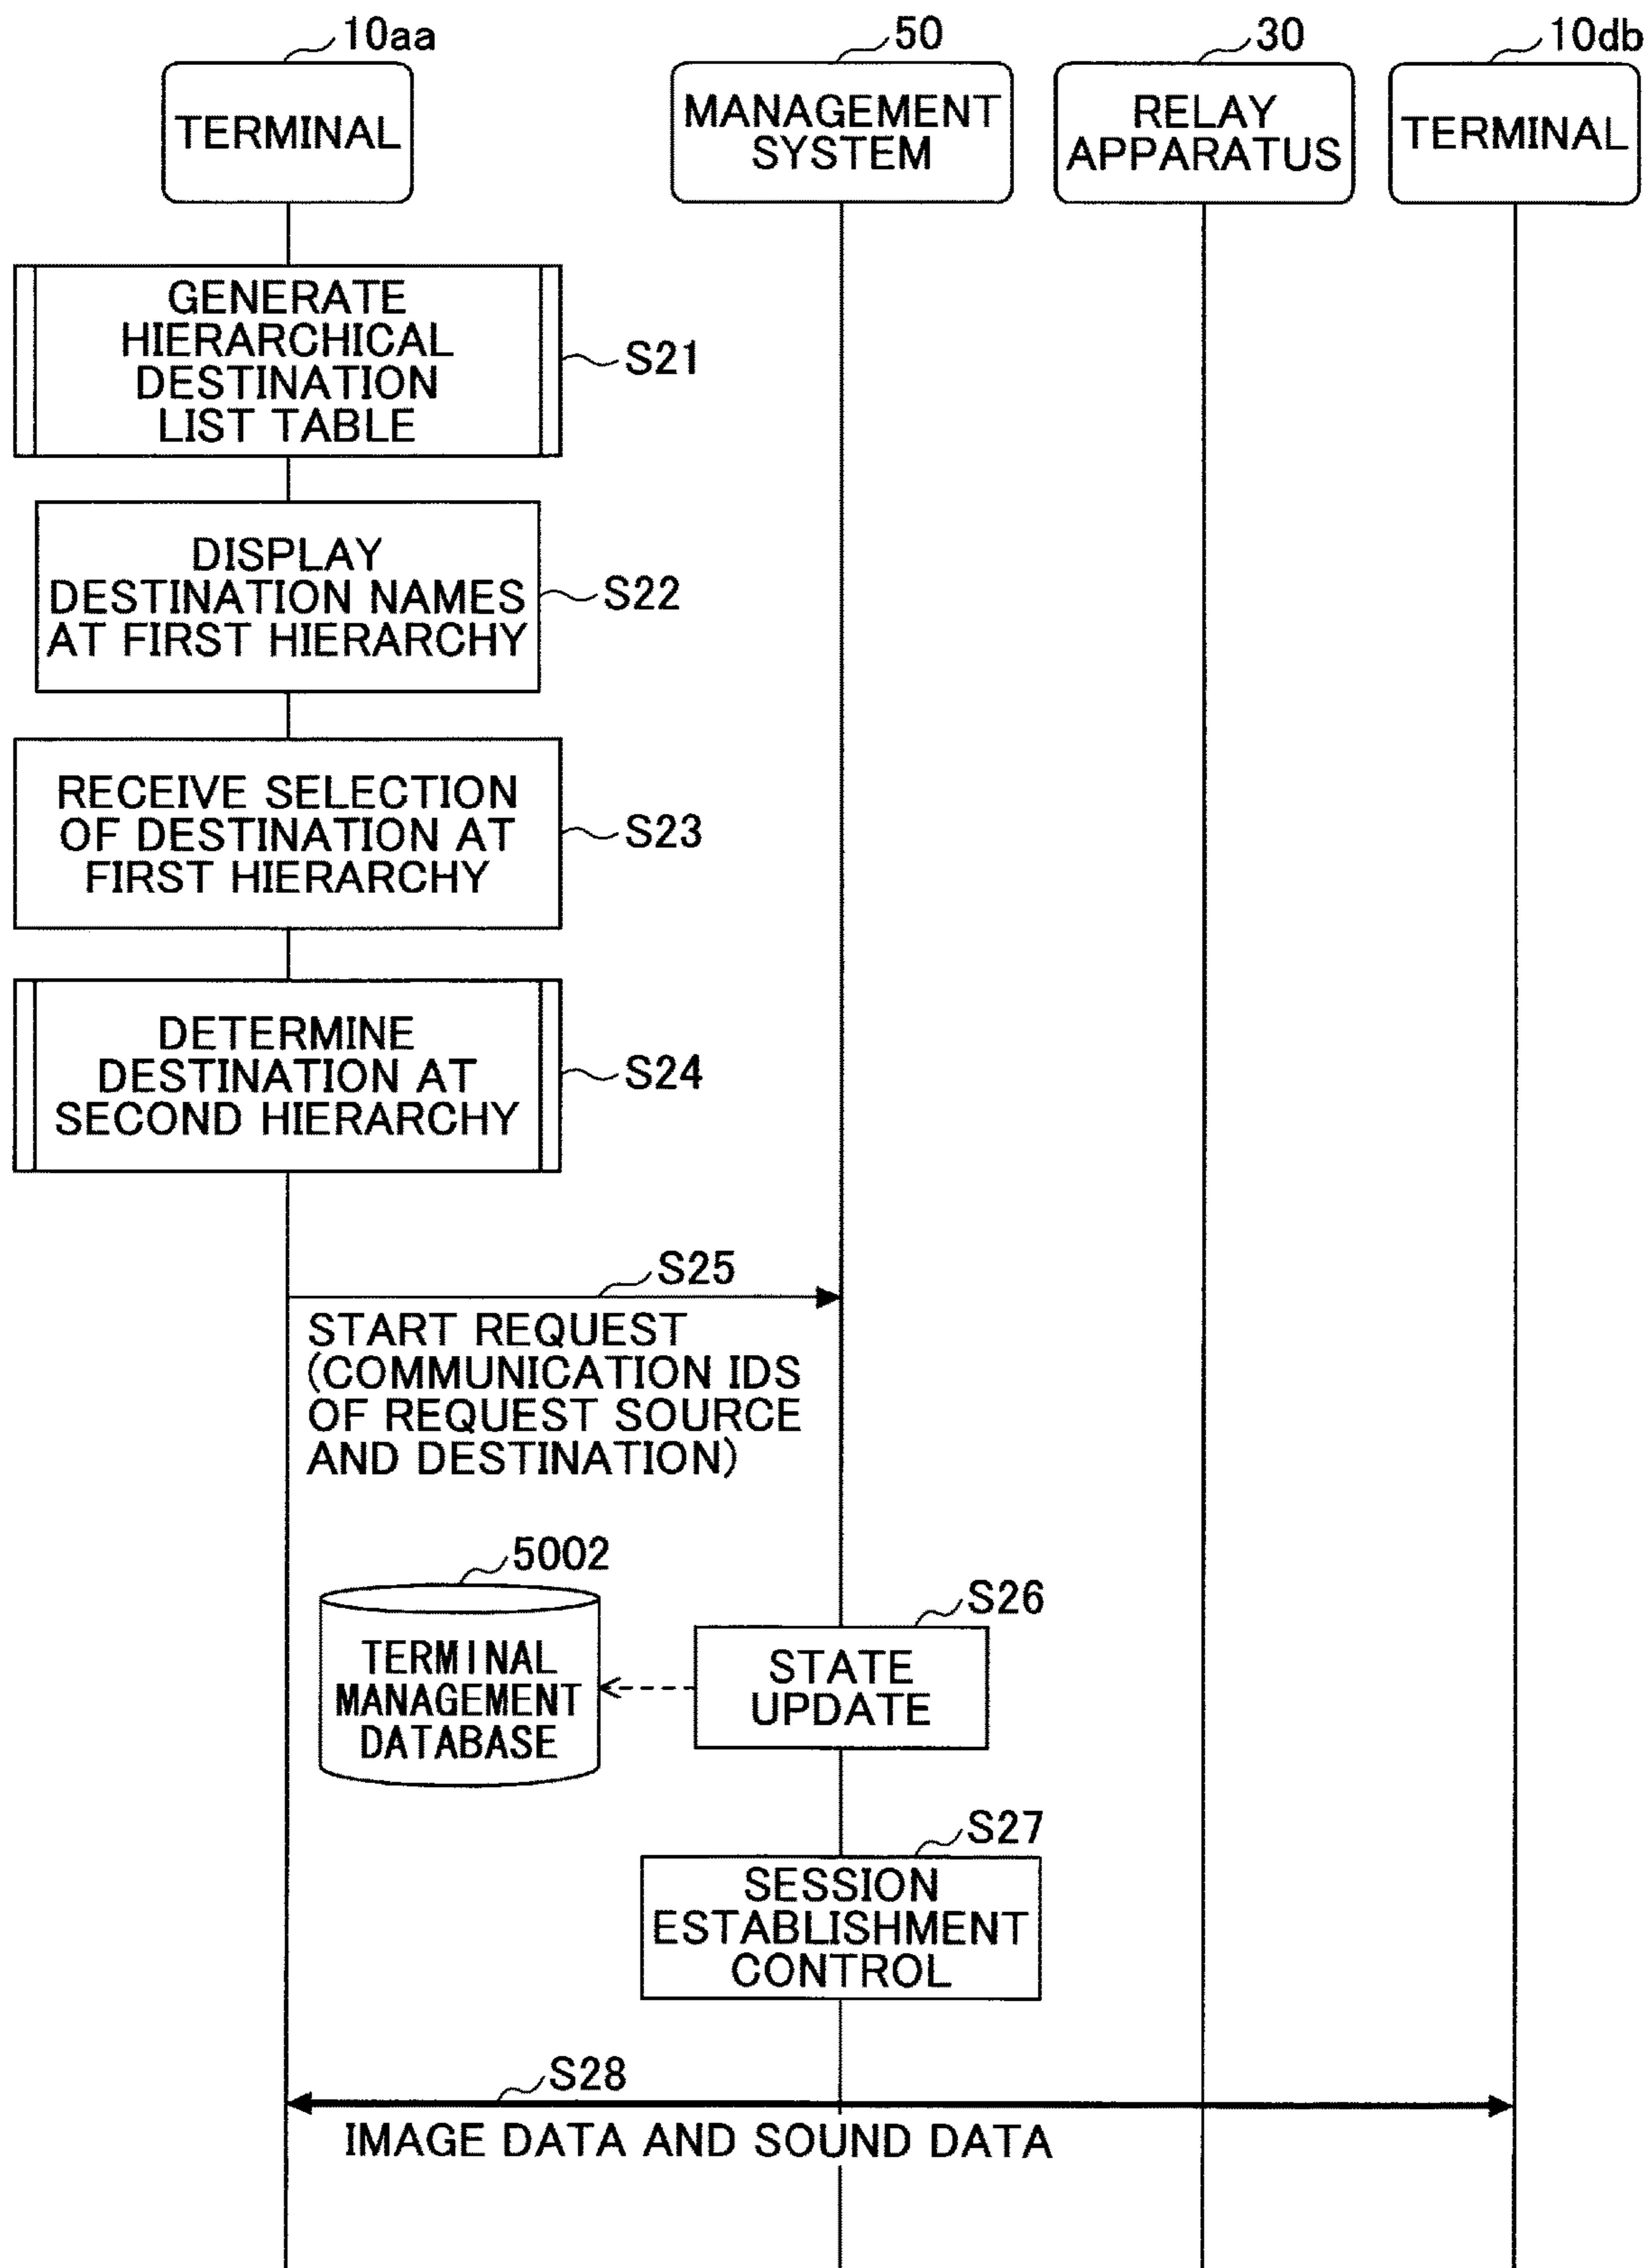 10aa
50
30
10db
TERMINAL
MANAGEMENT
SYSTEM
RELAY
APPARATUS
TERMINAL
GENERATE
HIERARCHICAL
DESTINATION
LIST TABLE
S21
DISPLAY
DESTINATION NAMES
AT FIRST HIERARCHY
S22
RECEIVE SELECTION
OF DESTINATION AT
FIRST HIERARCHY
S23
DETERMINE
DESTINATION AT
SECOND HIERARCHY
S24
S25
START REQUEST
(COMMUNICATION IDS
OF REQUEST SOURCE
AND DESTINATION)
5002
TERMINAL
MANAGEMENT
DATABASE
S26
STATE
UPDATE
S27
SESSION
ESTABLISHMENT
CONTROL
S28
IMAGE DATA AND SOUND DATA